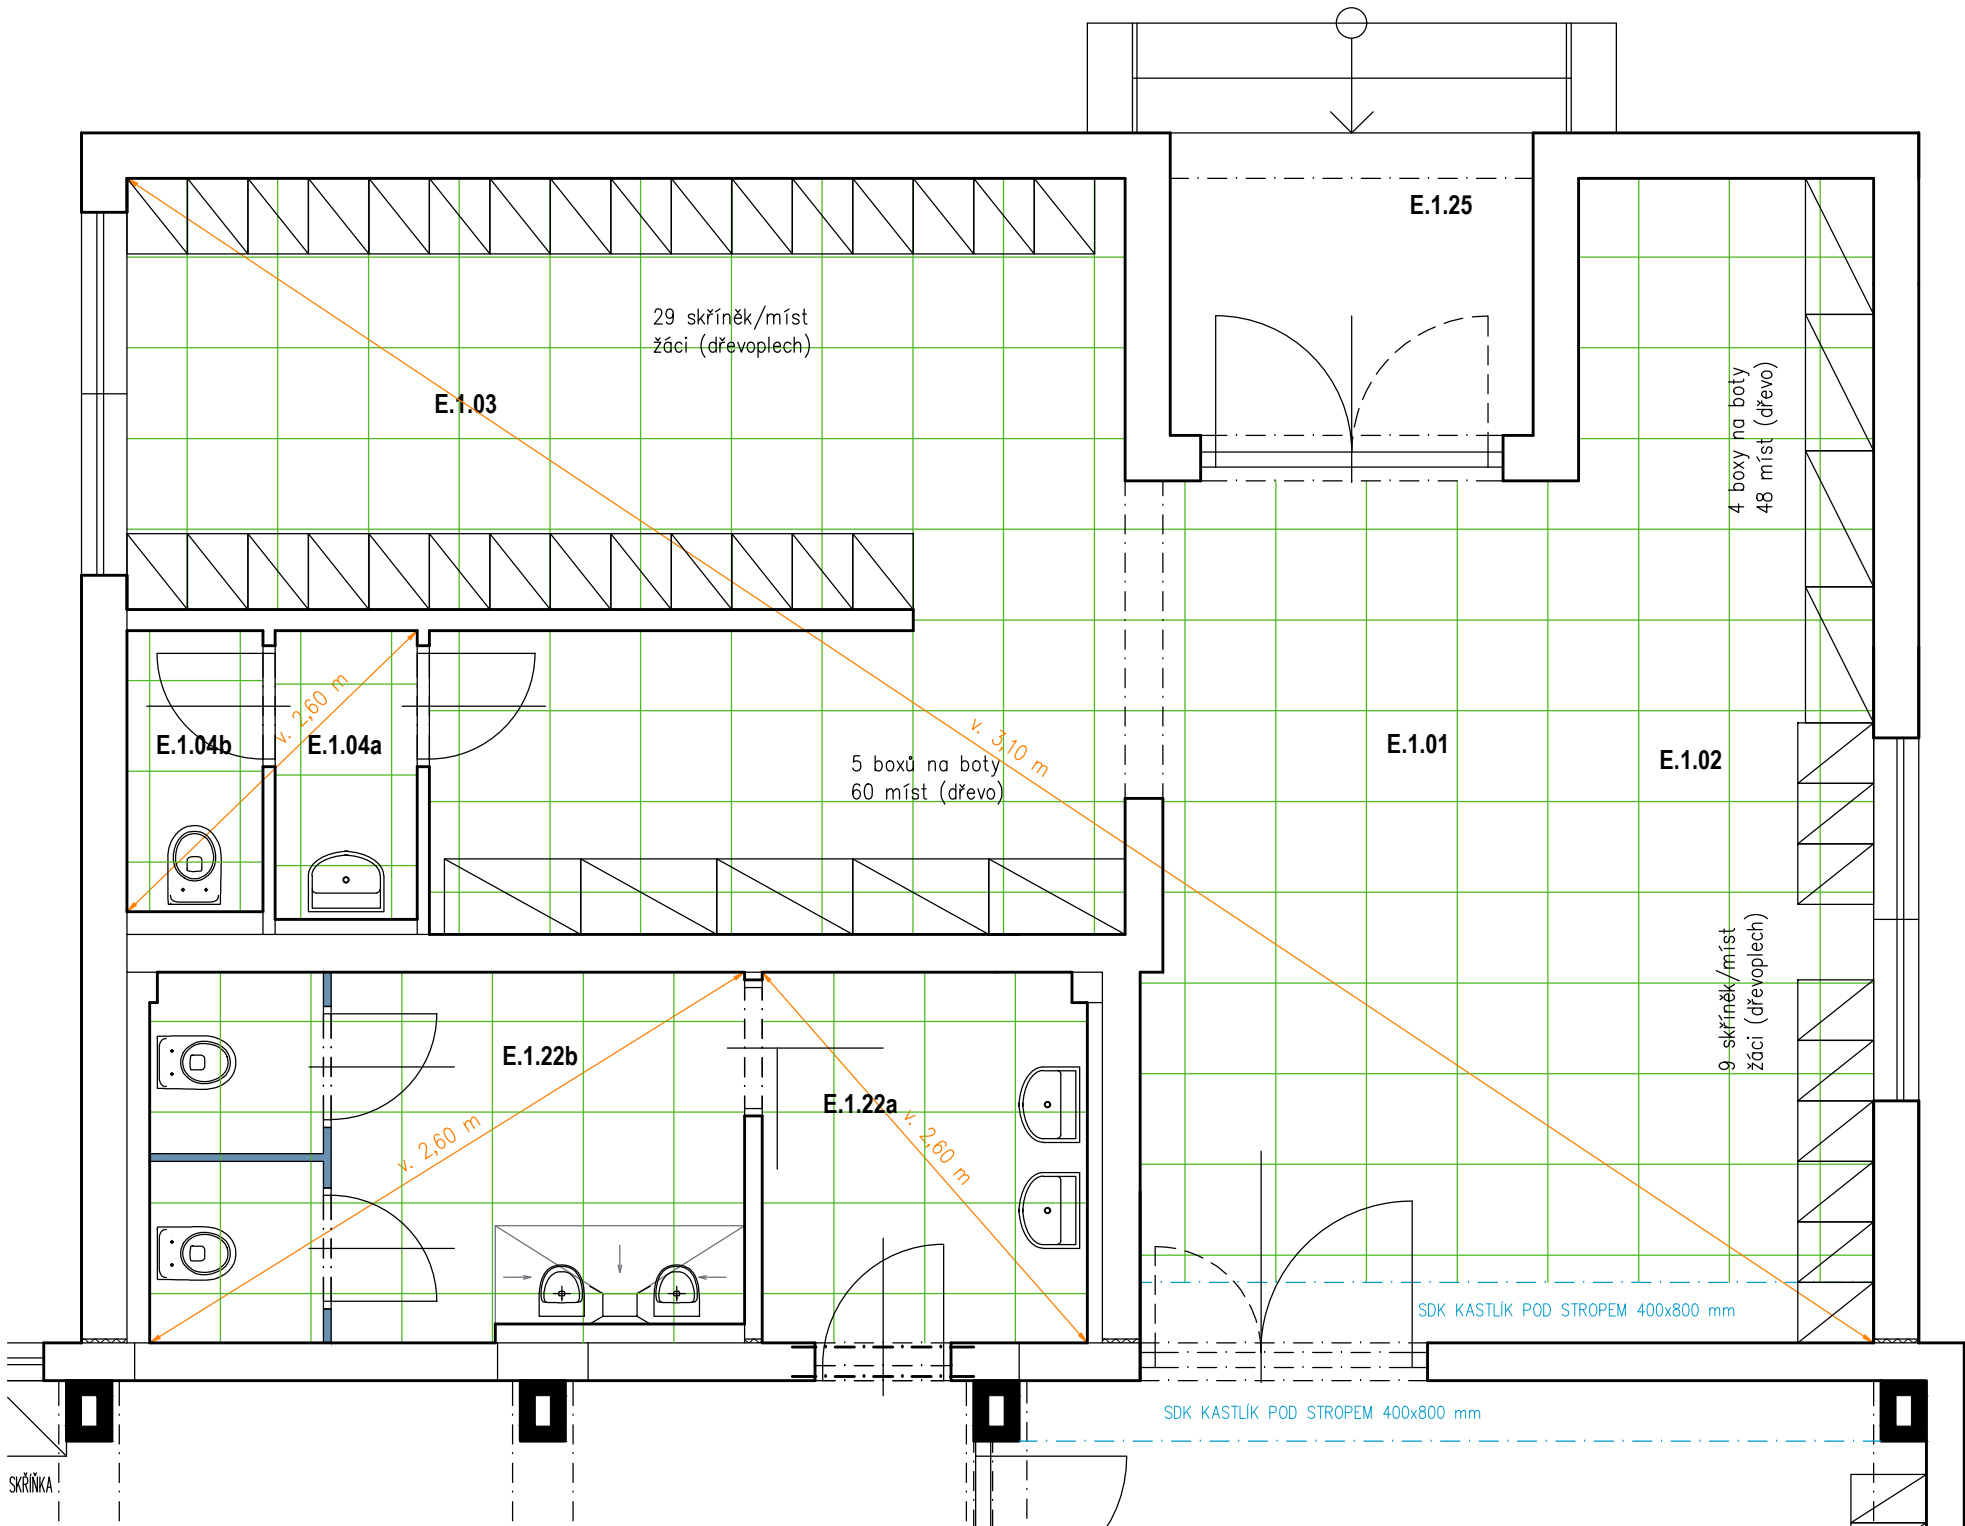 E.1.25
29 skříněk/míst
žáci (dřevoplech)
E.1.03
4 boxy na boty
48 míst (dřevo)
v. 2,60 m
E.1.04b
E.1.04a
v. 3,10 m
5 boxů na boty
60 míst (dřevo)
E.1.01
E.1.02
9 skříněk/míst
žáci (dřevoplech)
E.1.22b
v. 2,60 m
E.1.22a
v. 2,60 m
SDK KASTLÍK POD STROPEM 400x800 mm
SDK KASTLÍK POD STROPEM 400x800 mm
SKŘÍŇKA